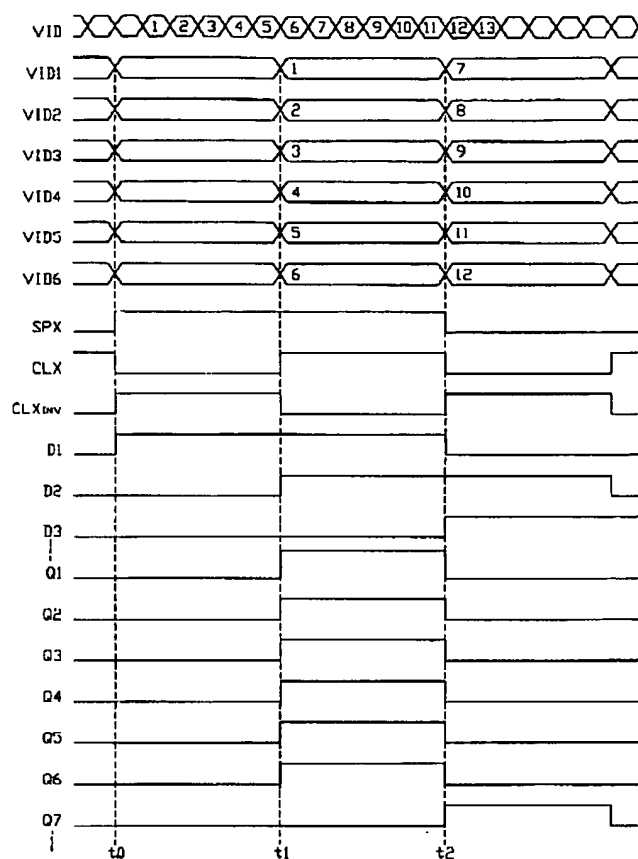 VID 1 2 3 4 5 6 7 8 9 10 11 12 13
VID1 1 7
VID2 2 8
VID3 3 9
VID4 4 10
VID5 5 11
VID6 6 12
SPX
CLX
CLXINV
D1
D2
D3
Q1
Q2
Q3
Q4
Q5
Q6
Q7
t0 t1 t2